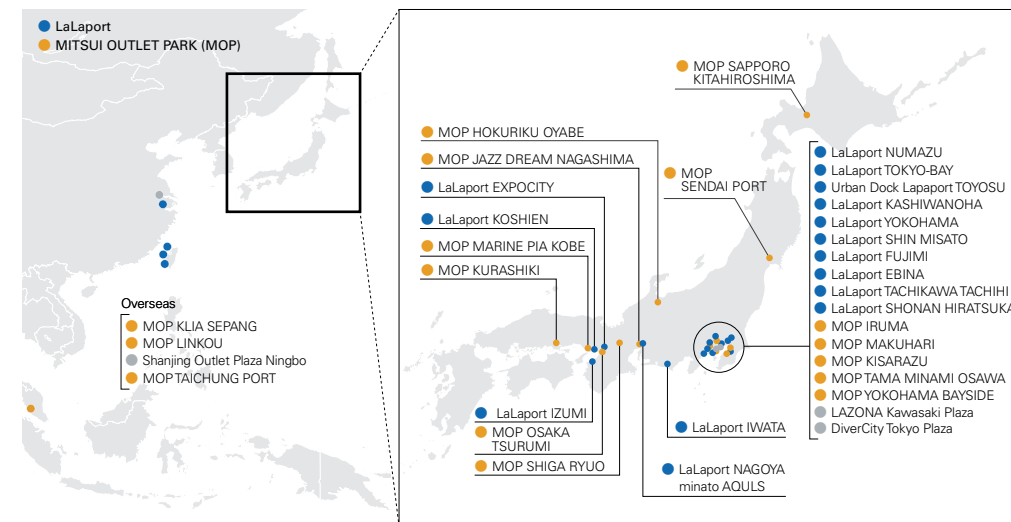 LaLaport
MITSUI OUTLET PARK (MOP)
Overseas
MOP KLIA SEPANG
MOP LINKOU
Shanjing Outlet Plaza Ningbo
MOP TAICHUNG PORT
MOP SAPPORO
KITAHIROSHIMA
MOP HOKURIKU OYABE
MOP JAZZ DREAM NAGASHIMA
LaLaport EXPOCITY
LaLaport KOSHIEN
MOP MARINE PIA KOBE
MOP KURASHIKI
MOP
SENDAI PORT
LaLaport IZUMI
MOP OSAKA
TSURUMI
MOP SHIGA RYUO
LaLaport IWATA
LaLaport NAGOYA
minato AQULS
LaLaport NUMAZU
LaLaport TOKYO-BAY
Urban Dock Lapaport TOYOSU
LaLaport KASHIWANOHA
LaLaport YOKOHAMA
LaLaport SHIN MISATO
LaLaport FUJIMI
LaLaport EBINA
LaLaport TACHIKAWA TACHIHI
LaLaport SHONAN HIRATSUKA
MOP IRUMA
MOP MAKUHARI
MOP KISARAZU
MOP TAMA MINAMI OSAWA
MOP YOKOHAMA BAYSIDE
LAZONA Kawasaki Plaza
DiverCity Tokyo Plaza